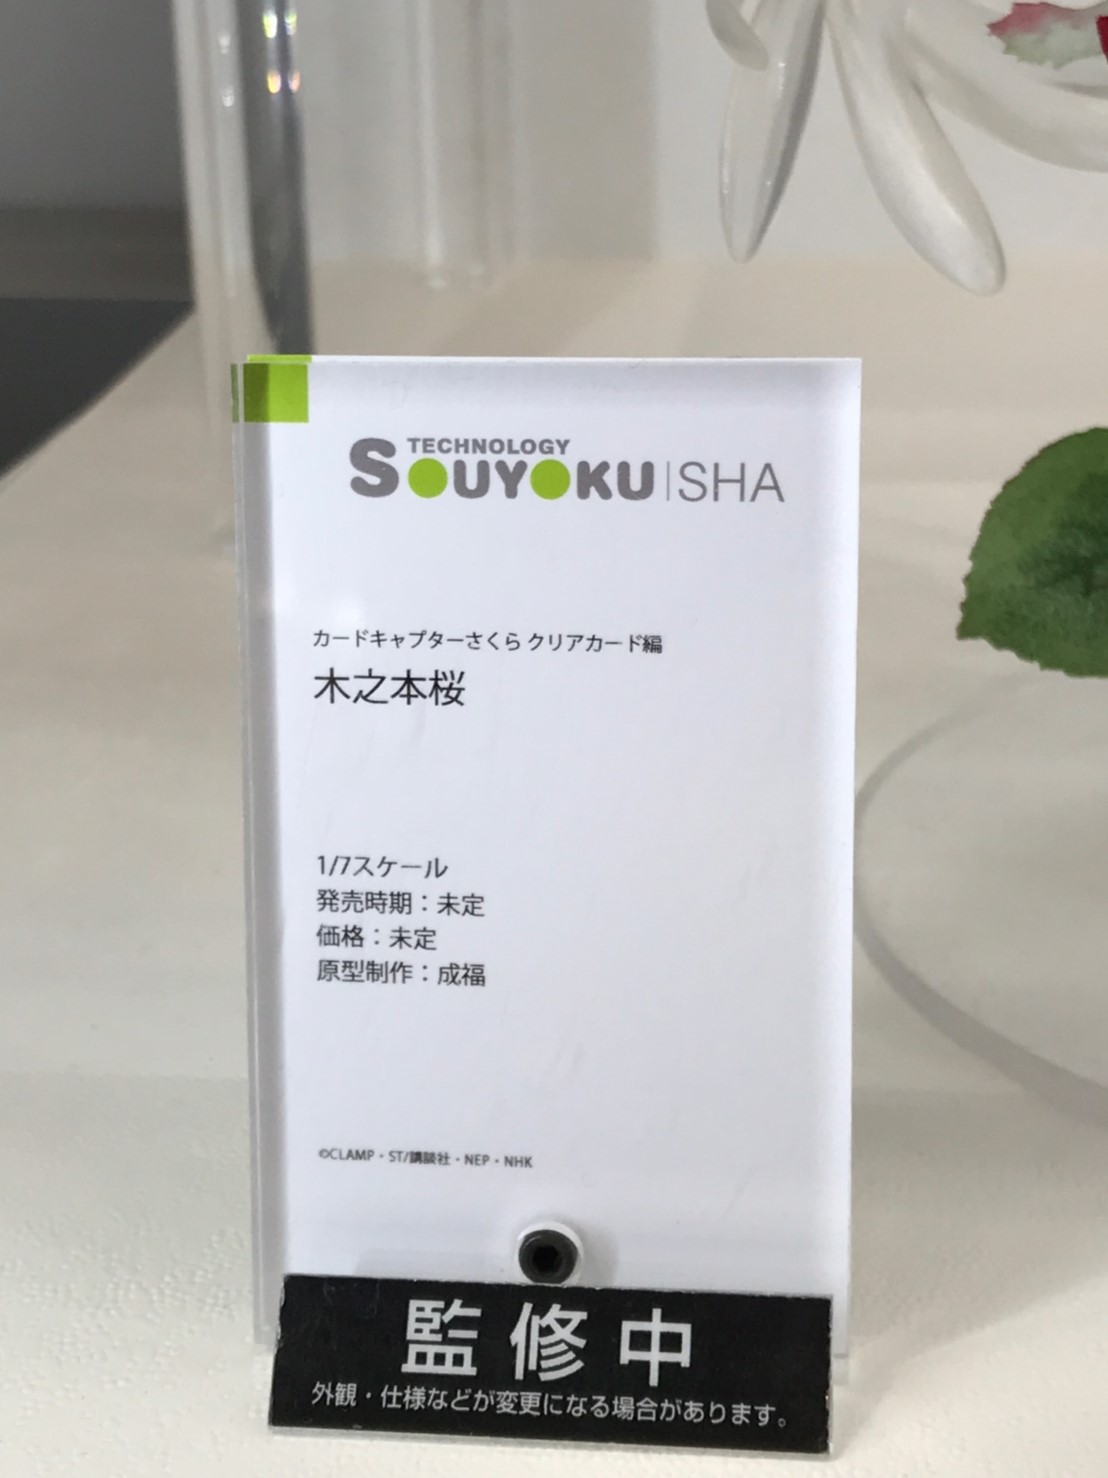 TECHNOLOGY
SOUYOKU|SHA
カードキャプターさくら クリアカード編
木之本桜
1/7スケール
発売時期：未定
価格：未定
原型制作：成福
©CLAMP・ST/講談社・NEP・NHK
監修中
外観・仕様などが変更になる場合があります。